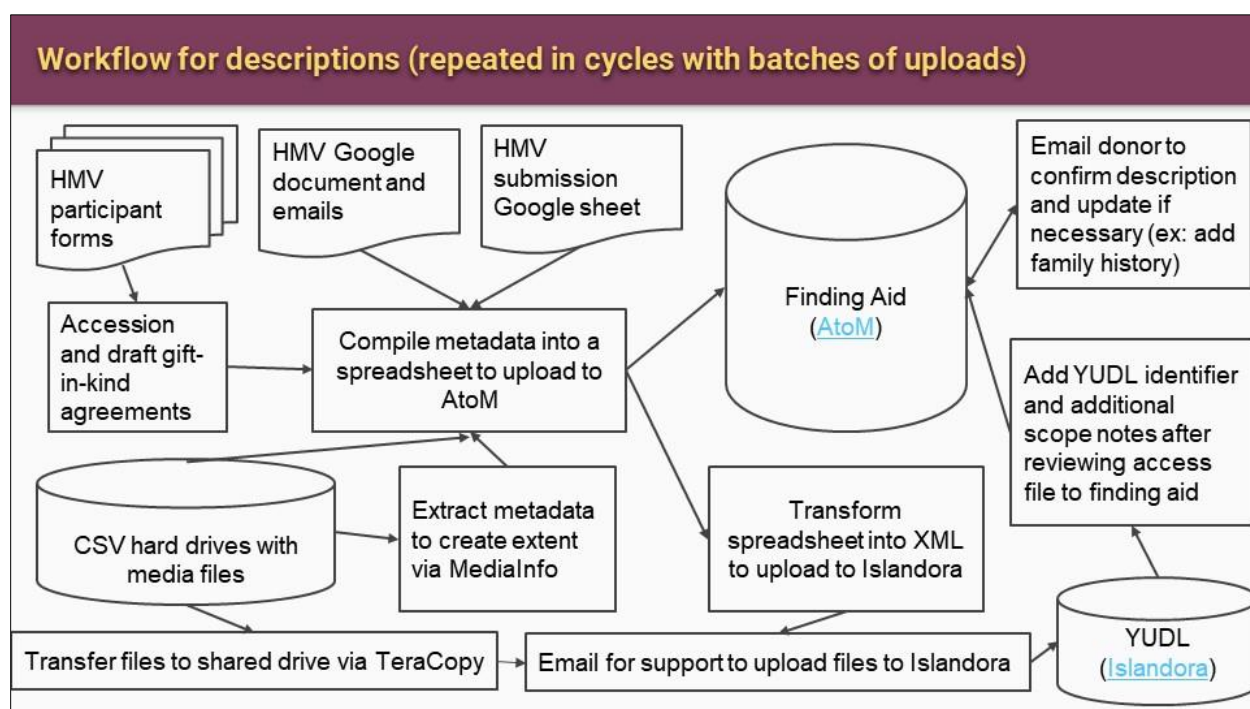 Workflow for descriptions (repeated in cycles with batches of uploads)
HMV
participant
forms
HMV Google
document and
emails
HMV
submission
Google sheet
Finding Aid
(AtoM)
Email donor to
confirm description
and update if
necessary (ex: add
family history)
Accession
and draft gift-
in-kind
agreements
Compile metadata into a
spreadsheet to upload to
AtoM
Add YUDL identifier
and additional
scope notes after
reviewing access
file to finding aid
CSV hard drives with
media files
Extract metadata
to create extent
via MediaInfo
Transform
spreadsheet into XML
to upload to Islandora
Transfer files to shared drive via TeraCopy
Email for support to upload files to Islandora
YUDL
(Islandora)